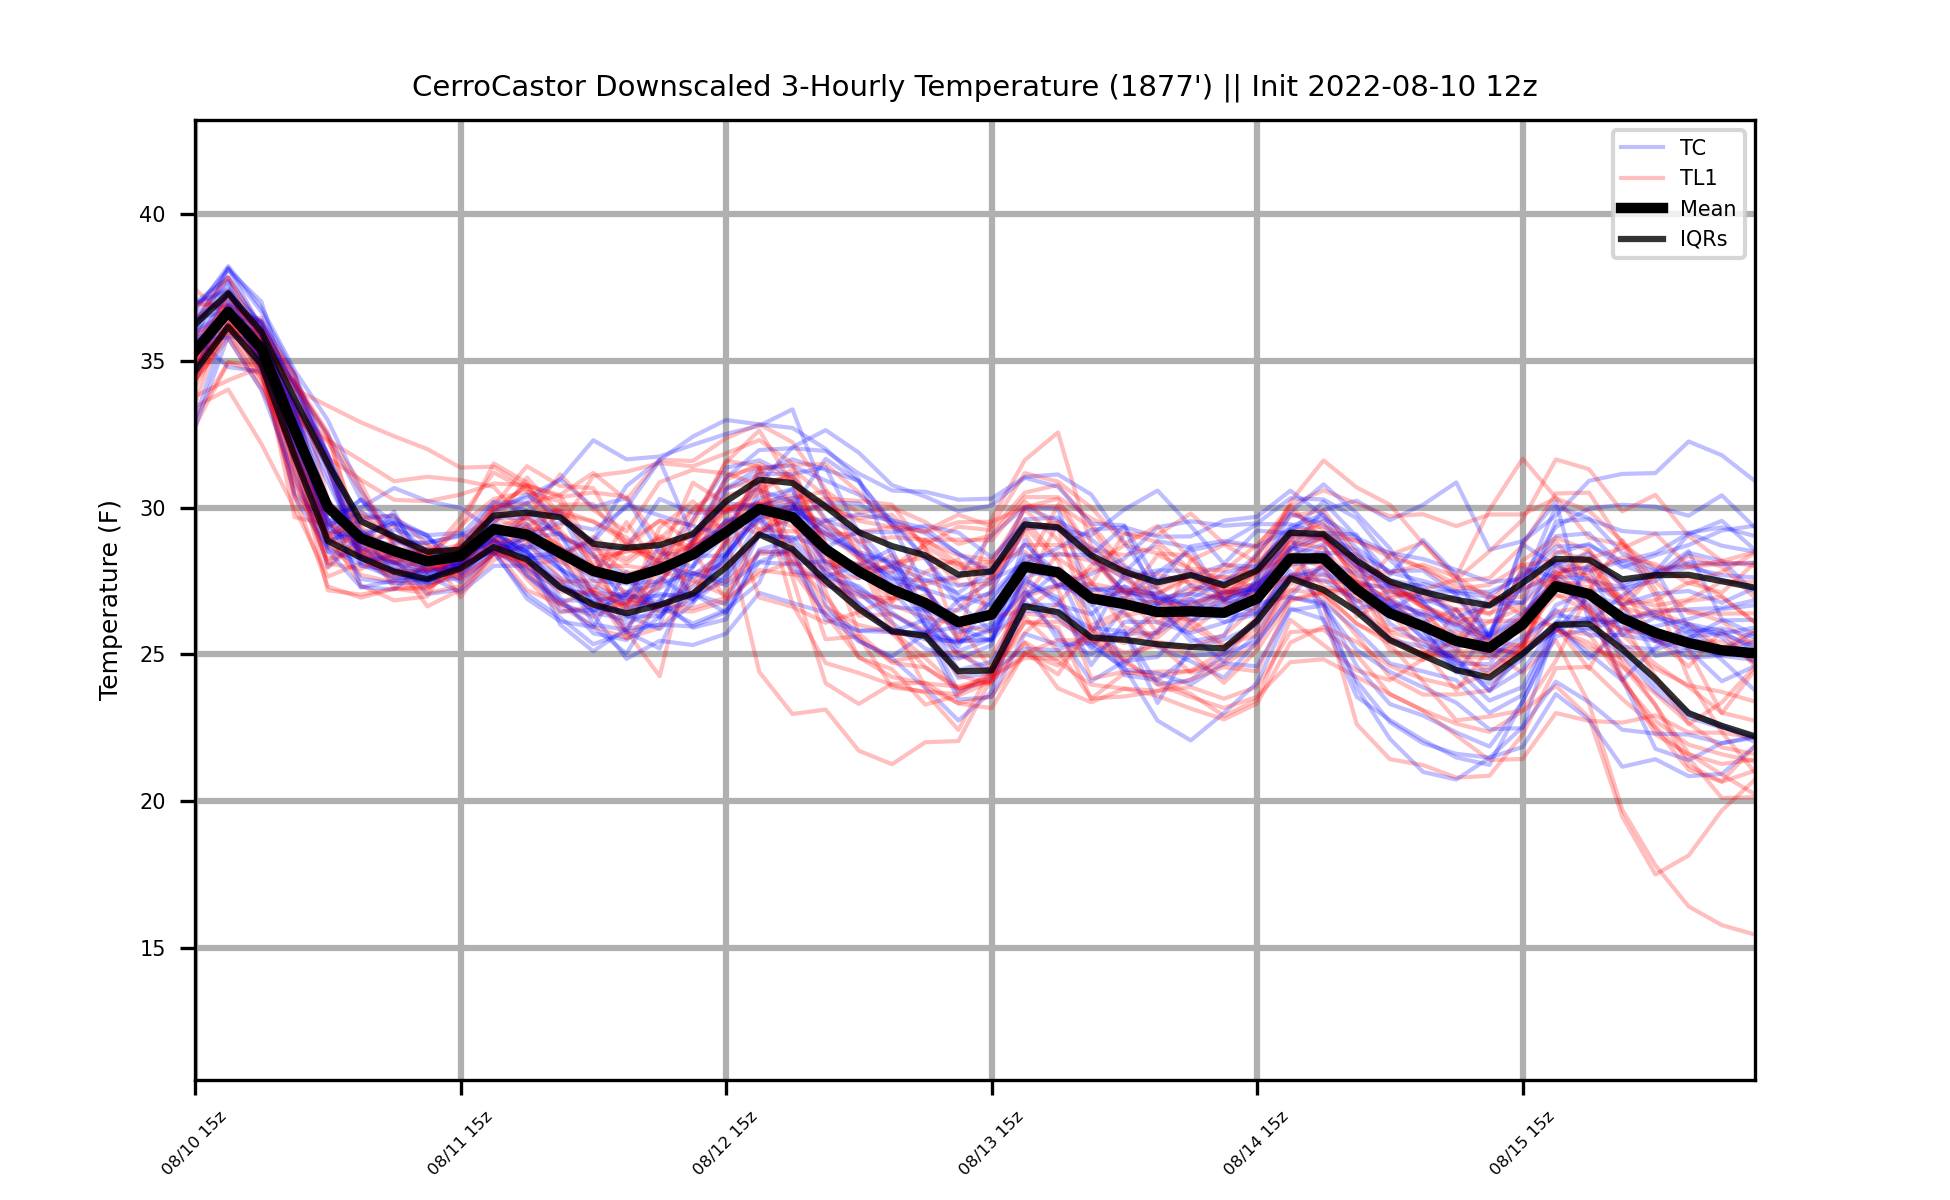 CerroCastor Downscaled 3-Hourly Temperature (1877') || Init 2022-08-10 12z
TC
TL1
Mean
IQRs
Temperature (F)
40
35
30
25
20
15
08/10 15z
08/11 15z
08/12 15z
08/13 15z
08/14 15z
08/15 15z